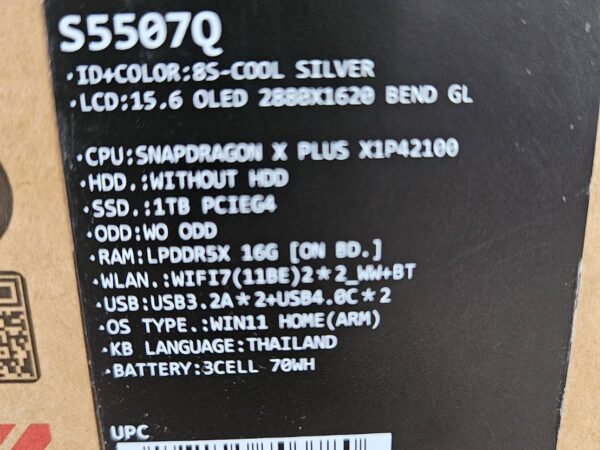 S5507Q
·ID+COLOR:8S-COOL SILVER
·LCD:15.6 OLED 2880X1620 BEND GL
·CPU:SNAPDRAGON X PLUS X1P42100
·HDD.:WITHOUT HDD
·SSD.:1TB PCIEG4
·ODD:WO ODD
·RAM:LPDDR5X 16G [ON BD.]
·WLAN.:WIFI7(11BE)2*2_WW+BT
·USB:USB3.2A*2+USB4.0C*2
·OS TYPE.:WIN11 HOME(ARM)
·KB LANGUAGE:THAILAND
·BATTERY:3CELL 70WH
UPC